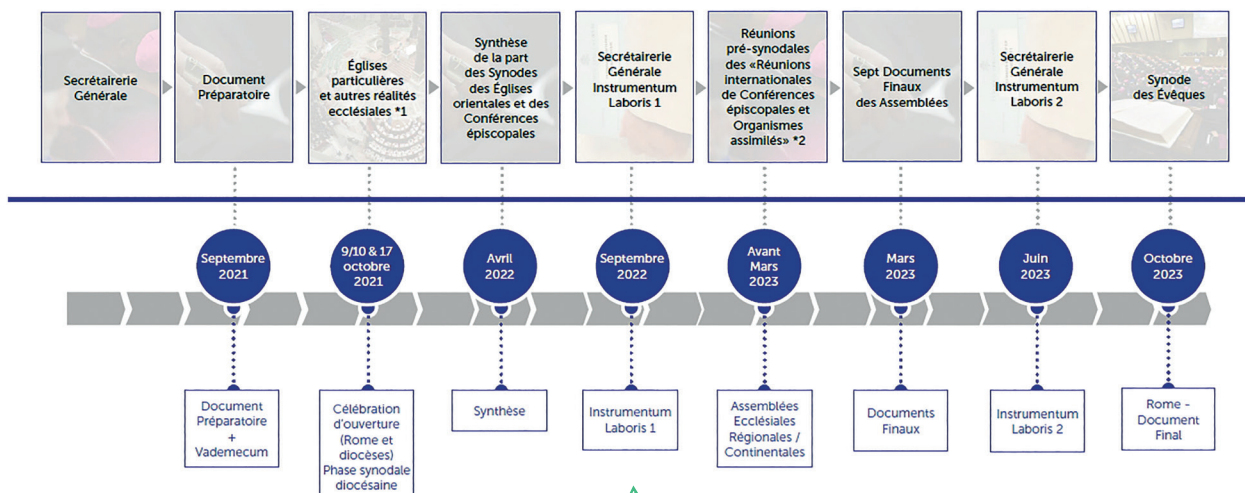 Secrétairerie
Générale
Document
Préparatoire
Églises
particulières
et autres réalités
ecclésiales *1
Synthèse
de la part
des Synodes
des Églises
orientales et des
Conférences
épiscopales
Secrétairerie
Générale
Instrumentum
Laboris 1
Réunions
pré-synodales
des «Réunions
internationales
de Conférences
épiscopales et
Organismes
assimilés» *2
Sept Documents
Finaux
des Assemblées
Secrétairerie
Générale
Instrumentum
Laboris 2
Synode
des Évêques
Septembre
2021
9/10 & 17
octobre
2021
Avril
2022
Septembre
2022
Avant
Mars
2023
Mars
2023
Juin
2023
Octobre
2023
Document
Préparatoire
+
Vademecum
Célébration
d'ouverture
(Rome et
diocèses)
Phase synodale
diocésaine
Synthèse
Instrumentum
Laboris 1
Assemblées
Ecclésiales
Régionales /
Continentales
Documents
Finaux
Instrumentum
Laboris 2
Rome -
Document
Final